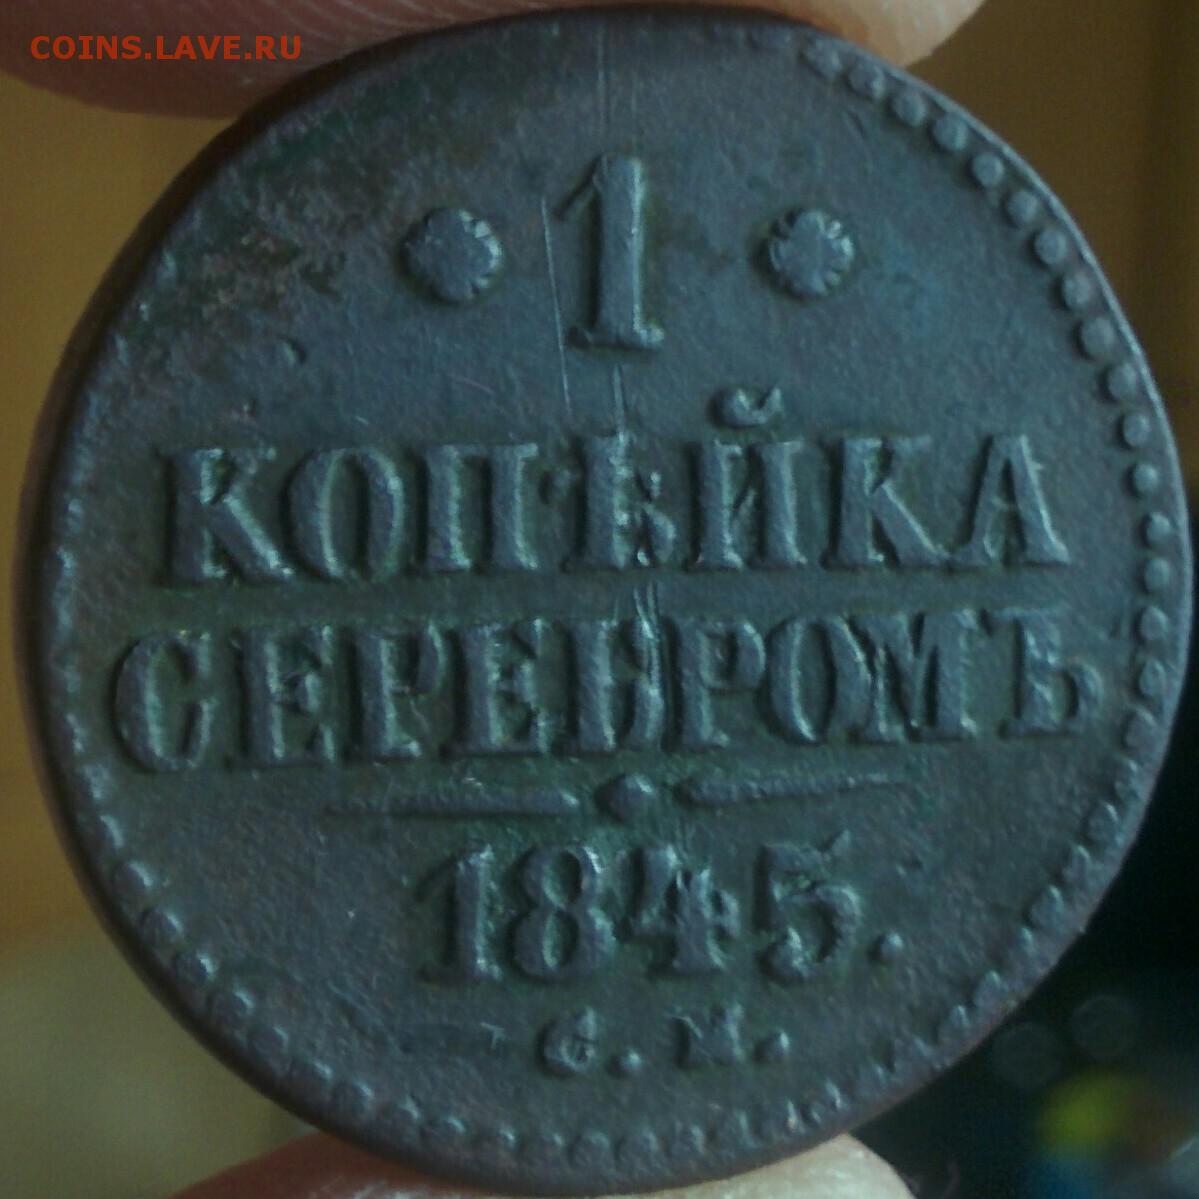 COINS.LAVE.RU
1
КОПѢЙКА
СЕРЕБРОМЪ
1845.
С.М.